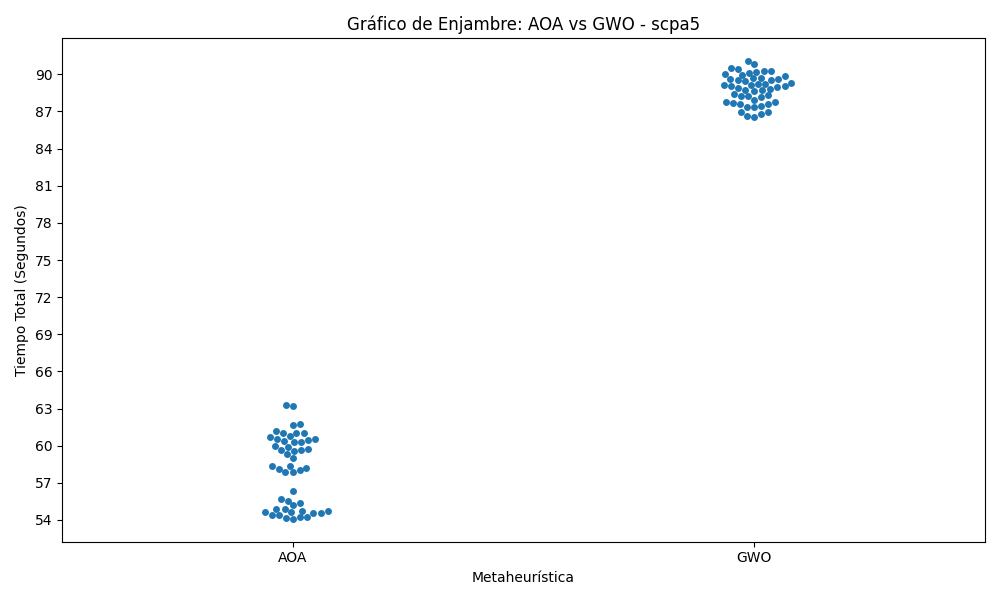 Gráfico de Enjambre: AOA vs GWO - scpa5
Tiempo Total (Segundos)
90
87
84
81
78
75
72
69
66
63
60
57
54
AOA
GWO
Metaheurística